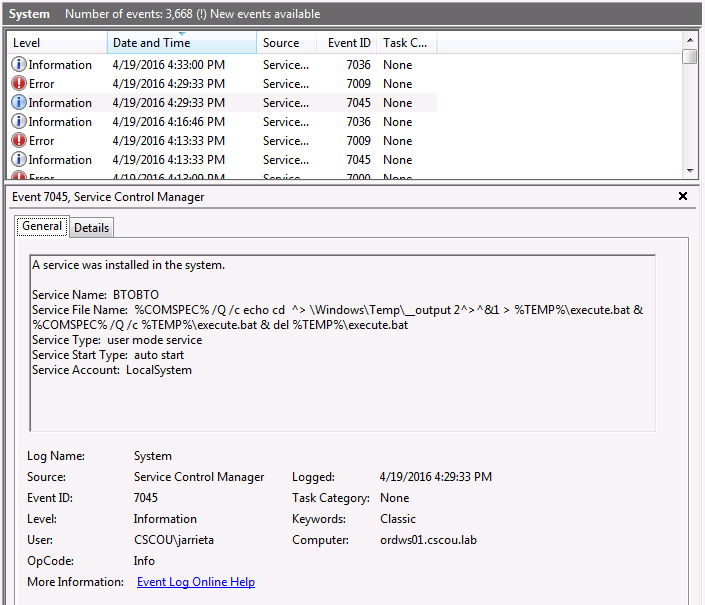 System Number of events: 3,668 (!) New events available
Level Date and Time Source Event ID Task C...
Information 4/19/2016 4:33:00 PM Service... 7036 None
Error 4/19/2016 4:29:33 PM Service... 7009 None
Information 4/19/2016 4:29:33 PM Service... 7045 None
Information 4/19/2016 4:16:46 PM Service... 7036 None
Error 4/19/2016 4:13:33 PM Service... 7009 None
Information 4/19/2016 4:13:33 PM Service... 7045 None
Error 4/19/2016 4:13:09 PM Service... 7009 None
Event 7045, Service Control Manager
General Details
A service was installed in the system.
Service Name: BTOBTO
Service File Name: %COMSPEC% /Q /c echo cd ^> \Windows\Temp\__output 2^>^&1 > %TEMP%\execute.bat &
%COMSPEC% /Q /c %TEMP%\execute.bat & del %TEMP%\execute.bat
Service Type: user mode service
Service Start Type: auto start
Service Account: LocalSystem
Log Name: System
Source: Service Control Manager Logged: 4/19/2016 4:29:33 PM
Event ID: 7045 Task Category: None
Level: Information Keywords: Classic
User: CSCOU\jarrieta Computer: ordws01.cscou.lab
OpCode: Info
More Information: Event Log Online Help